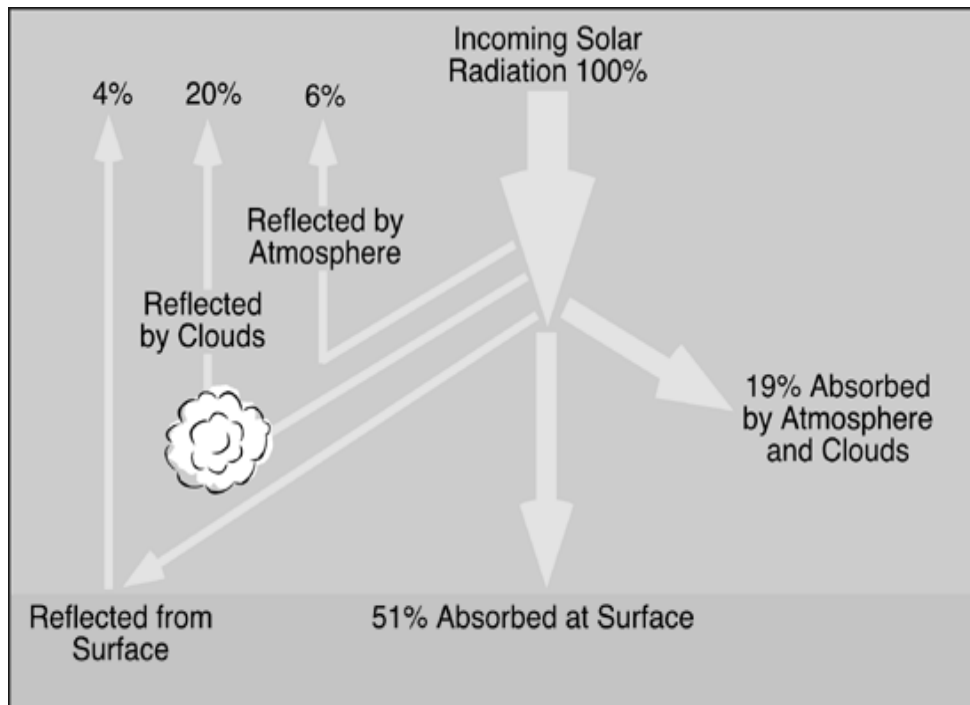 Incoming Solar
Radiation 100%
4%
20%
6%
Reflected by
Atmosphere
Reflected
by Clouds
19% Absorbed
by Atmosphere
and Clouds
Reflected from
Surface
51% Absorbed at Surface